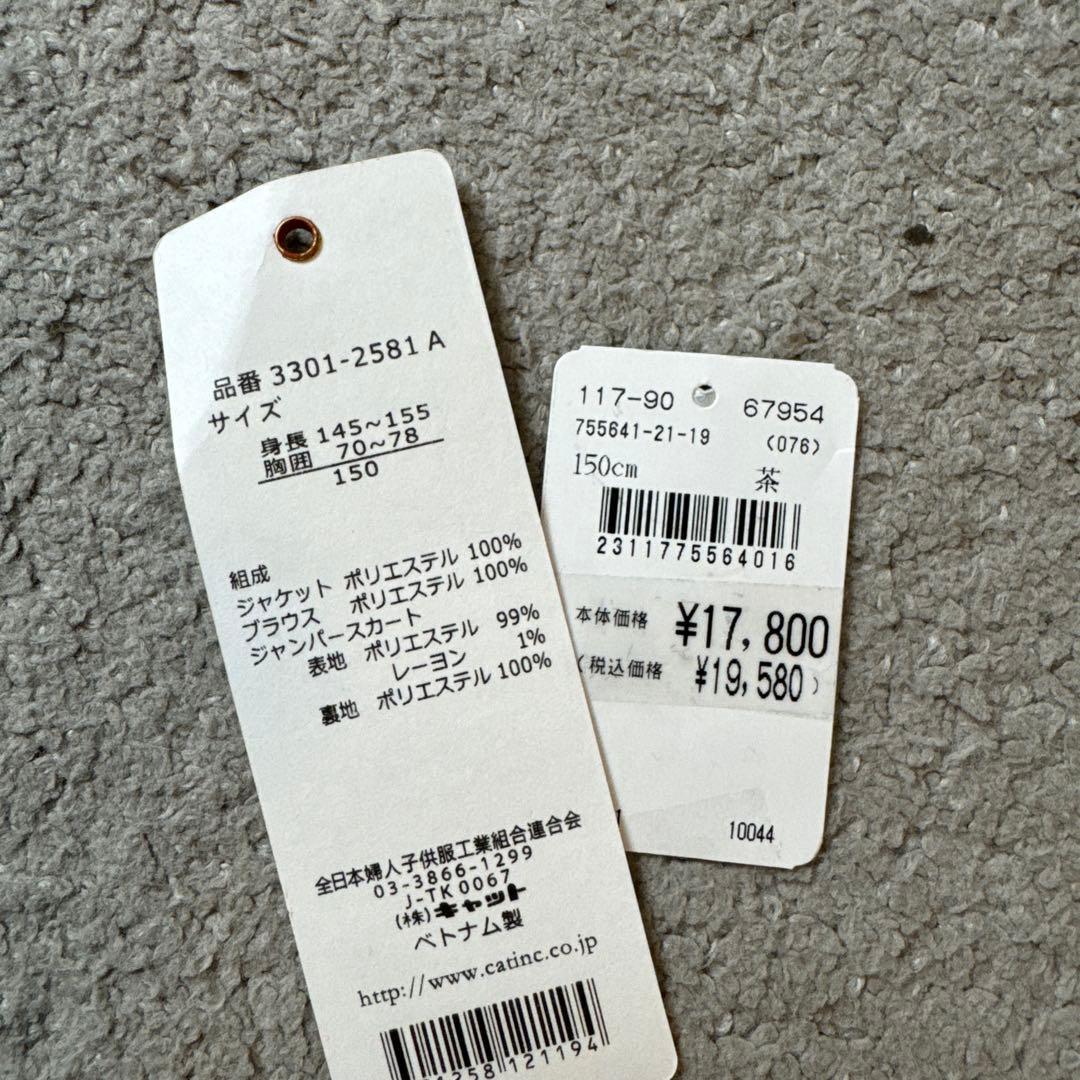 品番 3301-2581 A
サイズ
身長 145~155
胸囲 70~78
150
組成
ジャケット ポリエステル 100%
ブラウス ポリエステル 100%
ジャンパースカート
表地 ポリエステル 99%
レーヨン 1%
裏地 ポリエステル 100%
全日本婦人子供服工業組合連合会
03-3866-1299
J-TK0067
(株)キャット
ベトナム製
http://www.catinc.co.jp
1258 121194
117-90 67954
755641-21-19 (076)
150cm 茶
2311775564016
本体価格 ¥17,800
(税込価格 ¥19,580)
10044